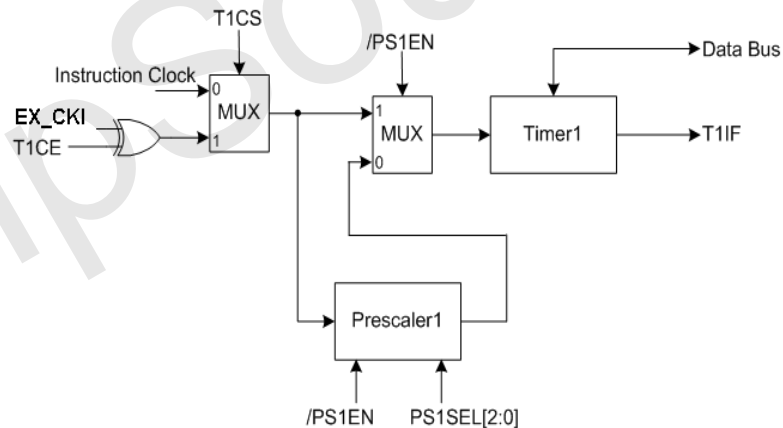 T1CS
/PS1EN
Data Bus
Instruction Clock
0
MUX
EX_CKI
T1CE
1
1
MUX
0
Timer1
T1IF
Prescaler1
/PS1EN
PS1SEL[2:0]